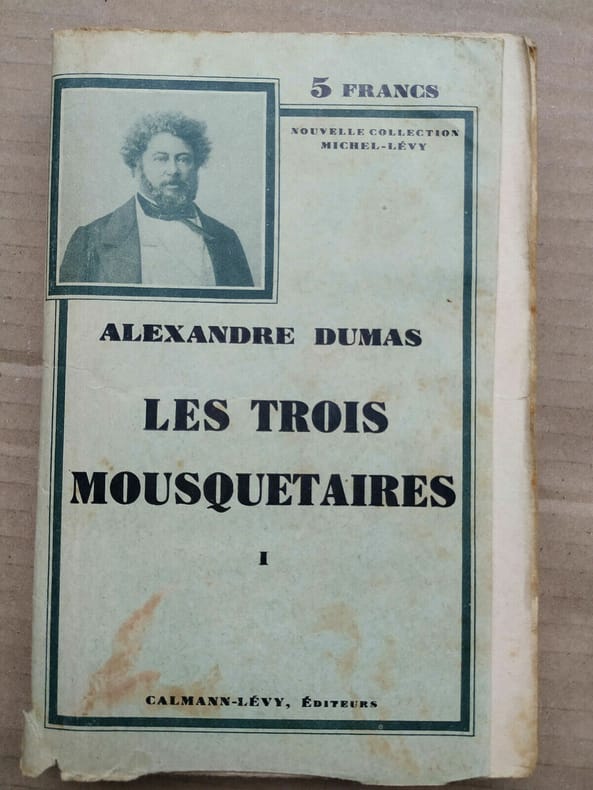 5 FRANCS
NOUVELLE COLLECTION
MICHEL-LÉVY
ALEXANDRE DUMAS
LES TROIS
MOUSQUETAIRES
I
CALMANN-LÉVY, ÉDITEURS